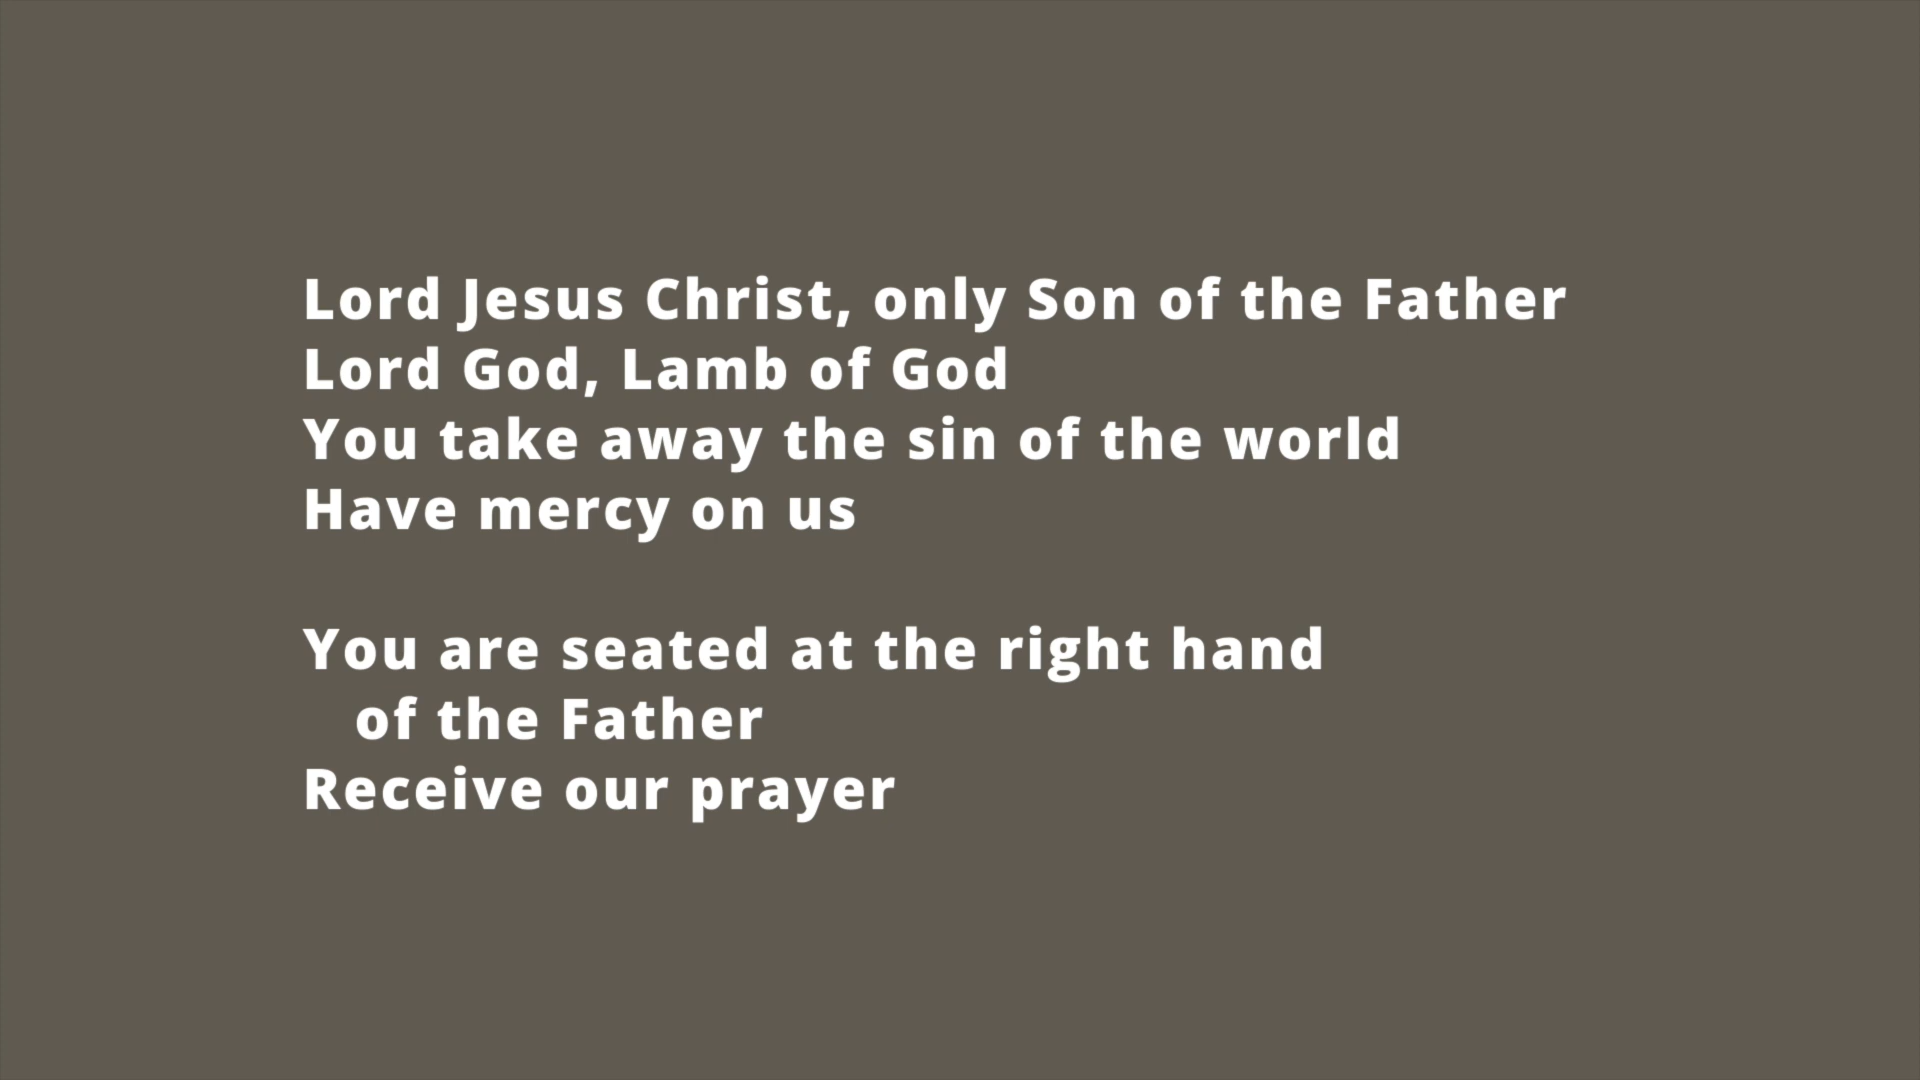 Lord Jesus Christ, only Son of the Father
Lord God, Lamb of God
You take away the sin of the world
Have mercy on us

You are seated at the right hand
of the Father
Receive our prayer